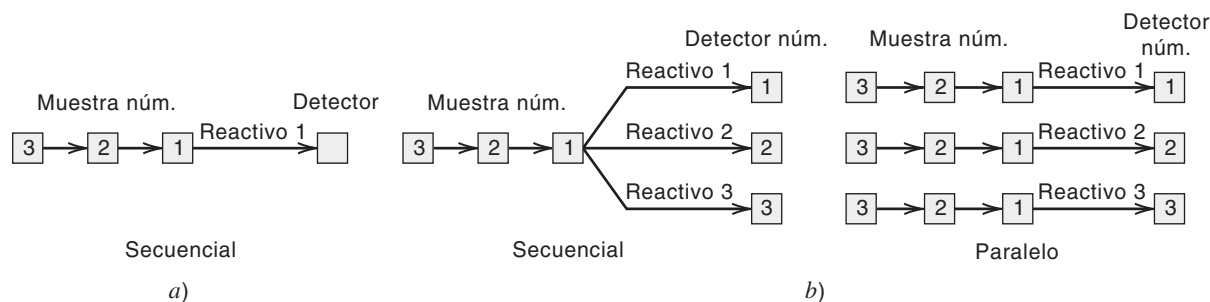 Muestra núm.
Detector
3
2
1
Reactivo 1
Secuencial
a)
Detector núm.
Muestra núm.
3
2
1
Reactivo 1
1
Reactivo 2
2
Reactivo 3
3
Secuencial
Detector
núm.
Muestra núm.
3
2
1
Reactivo 1
1
3
2
1
Reactivo 2
2
3
2
1
Reactivo 3
3
Paralelo
b)